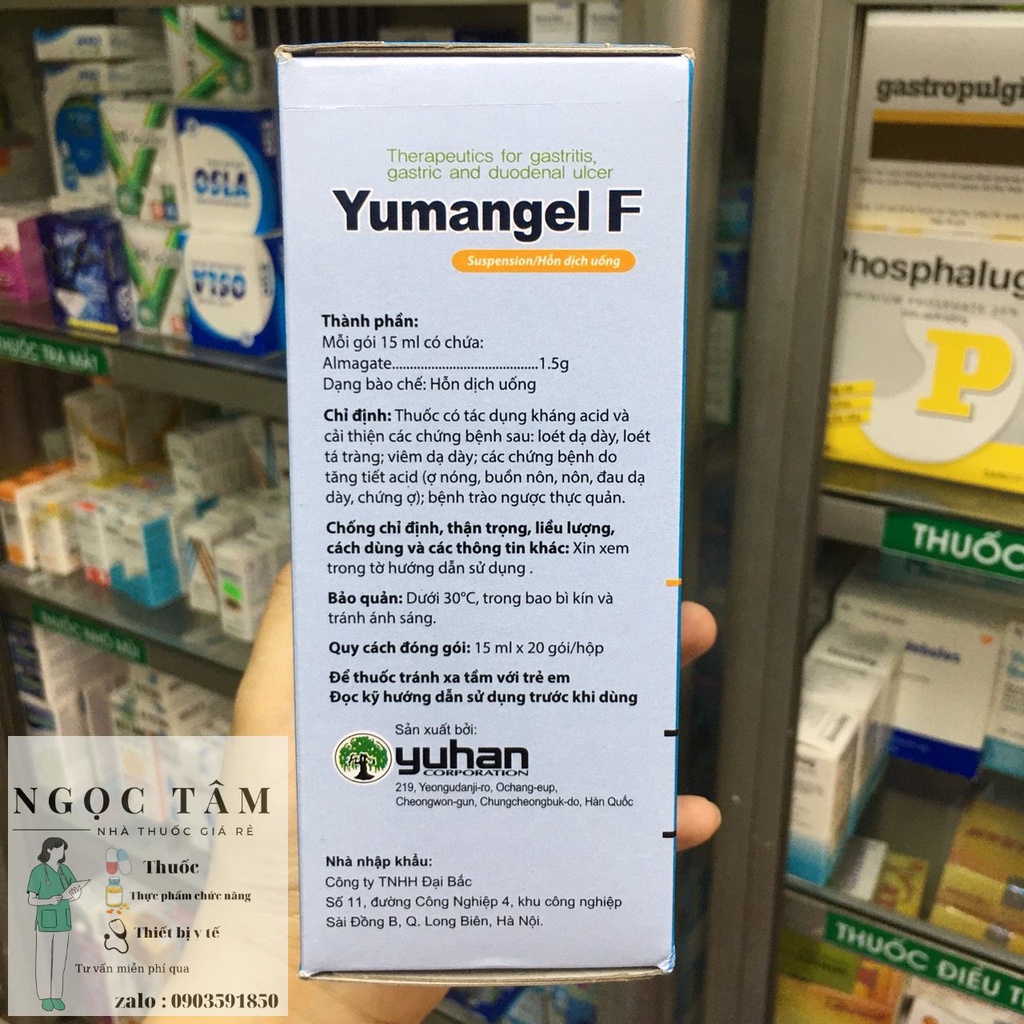 Therapeutics for gastritis,
gastric and duodenal ulcer
Yumangel F
Suspension/Hỗn dịch uống
Thành phần:
Mỗi gói 15 ml có chứa:
Almagate.........................................1.5g
Dạng bào chế: Hỗn dịch uống
Chỉ định: Thuốc có tác dụng kháng acid và
cải thiện các chứng bệnh sau: loét dạ dày, loét
tá tràng; viêm dạ dày; các chứng bệnh do
tăng tiết acid (ợ nóng, buồn nôn, nôn, đau dạ
dày, chứng ợ); bệnh trào ngược thực quản.
Chống chỉ định, thận trọng, liều lượng,
cách dùng và các thông tin khác: Xin xem
trong tờ hướng dẫn sử dụng .
Bảo quản: Dưới 30°C, trong bao bì kín và
tránh ánh sáng.
Quy cách đóng gói: 15 ml x 20 gói/hộp
Để thuốc tránh xa tầm với trẻ em
Đọc kỹ hướng dẫn sử dụng trước khi dùng
Sản xuất bởi:
yuhan
CORPORATION
219, Yeongudanji-ro, Ochang-eup,
Cheongwon-gun, Chungcheongbuk-do, Hàn Quốc
Nhà nhập khẩu:
Công ty TNHH Đại Bắc
Số 11, đường Công Nghiệp 4, khu công nghiệp
Sài Đồng B, Q. Long Biên, Hà Nội.
NGỌC TÂM
NHÀ THUỐC GIÁ RẺ
Thuốc
Thực phẩm chức năng
Thiết bị y tế
Tư vấn miễn phí qua
zalo : 0903591850
OSLA
OSLA
THUỐC TRA MẮT
THUỐC NHỎ MŨI
gastropulgi
Phosphalug
P
THUỐC
THUỐC ĐIỀU T